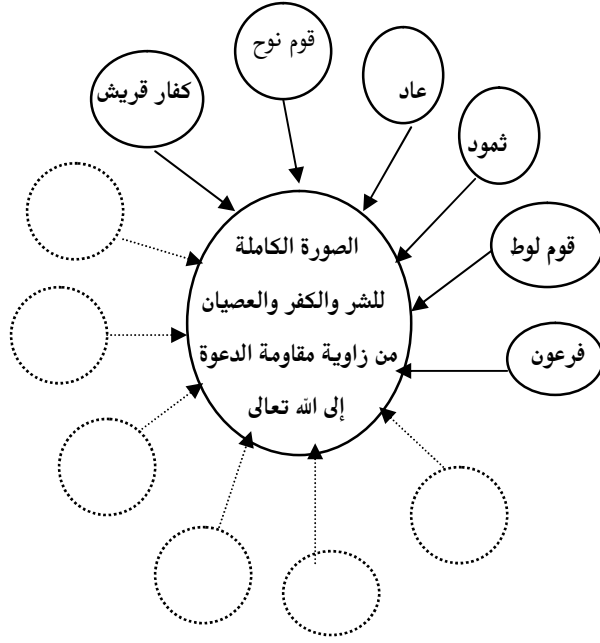 قوم نوح
عاد
كفار قريش
ثمود
قوم لوط
فرعون
الصورة الكاملة
للشر والكفر والعصيان
من زاوية مقاومة الدعوة
إلى الله تعالى